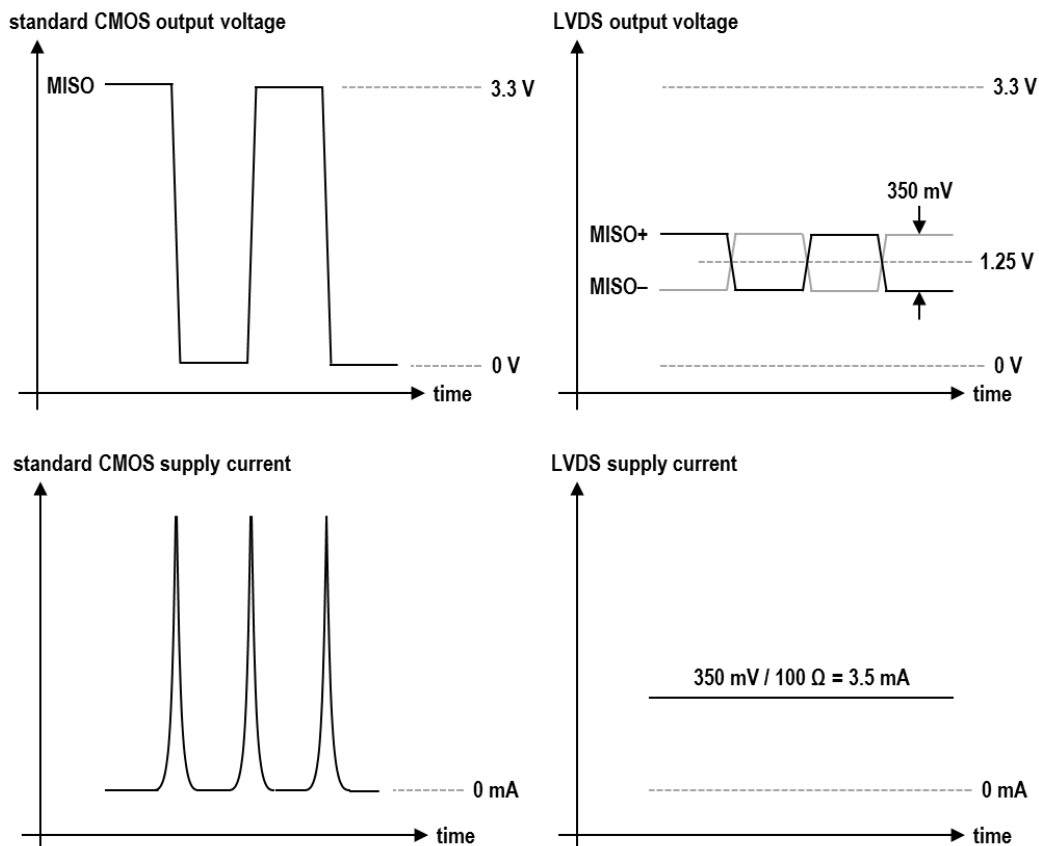 standard CMOS output voltage
MISO
3.3 V
0 V
time
LVDS output voltage
3.3 V
350 mV
MISO+
1.25 V
MISO–
0 V
time
standard CMOS supply current
0 mA
time
LVDS supply current
350 mV / 100 Ω = 3.5 mA
0 mA
time